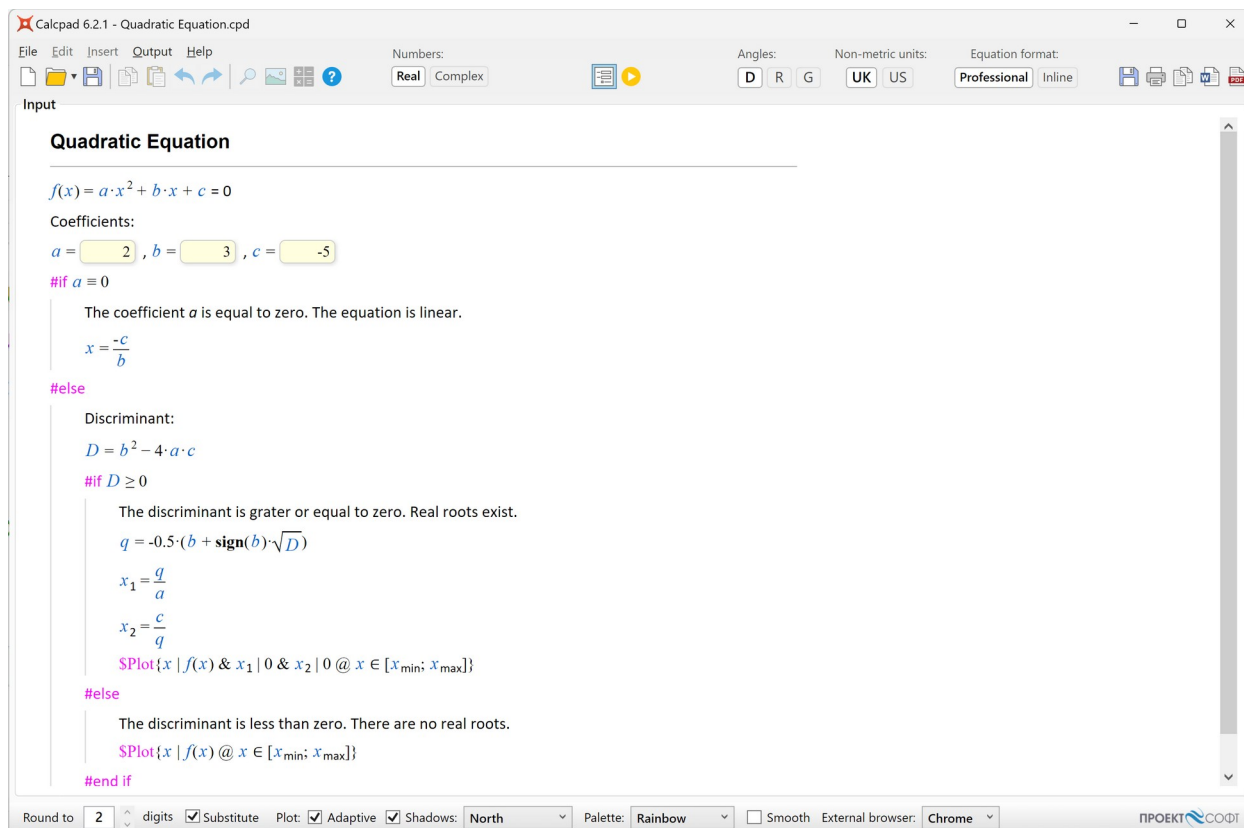 Calcpad 6.2.1 - Quadratic Equation.cpd
File Edit Insert Output Help
Numbers:
Real Complex
Angles:
D R G
Non-metric units:
UK US
Equation format:
Professional Inline
PDF
Input
Quadratic Equation
f(x) = a·x² + b·x + c = 0
Coefficients:
a = 2 , b = 3 , c = -5
#if a ≡ 0
The coefficient a is equal to zero. The equation is linear.
x = -c/b
#else
Discriminant:
D = b² − 4·a·c
#if D ≥ 0
The discriminant is grater or equal to zero. Real roots exist.
q = -0.5·(b + sign(b)·√D)
x₁ = q/a
x₂ = c/q
$Plot{x | f(x) & x₁ | 0 & x₂ | 0 @ x ∈ [xmin; xmax]}
#else
The discriminant is less than zero. There are no real roots.
$Plot{x | f(x) @ x ∈ [xmin; xmax]}
#end if
Round to 2 digits Substitute Plot: Adaptive Shadows: North Palette: Rainbow Smooth External browser: Chrome ПРОЕКТСОФТ